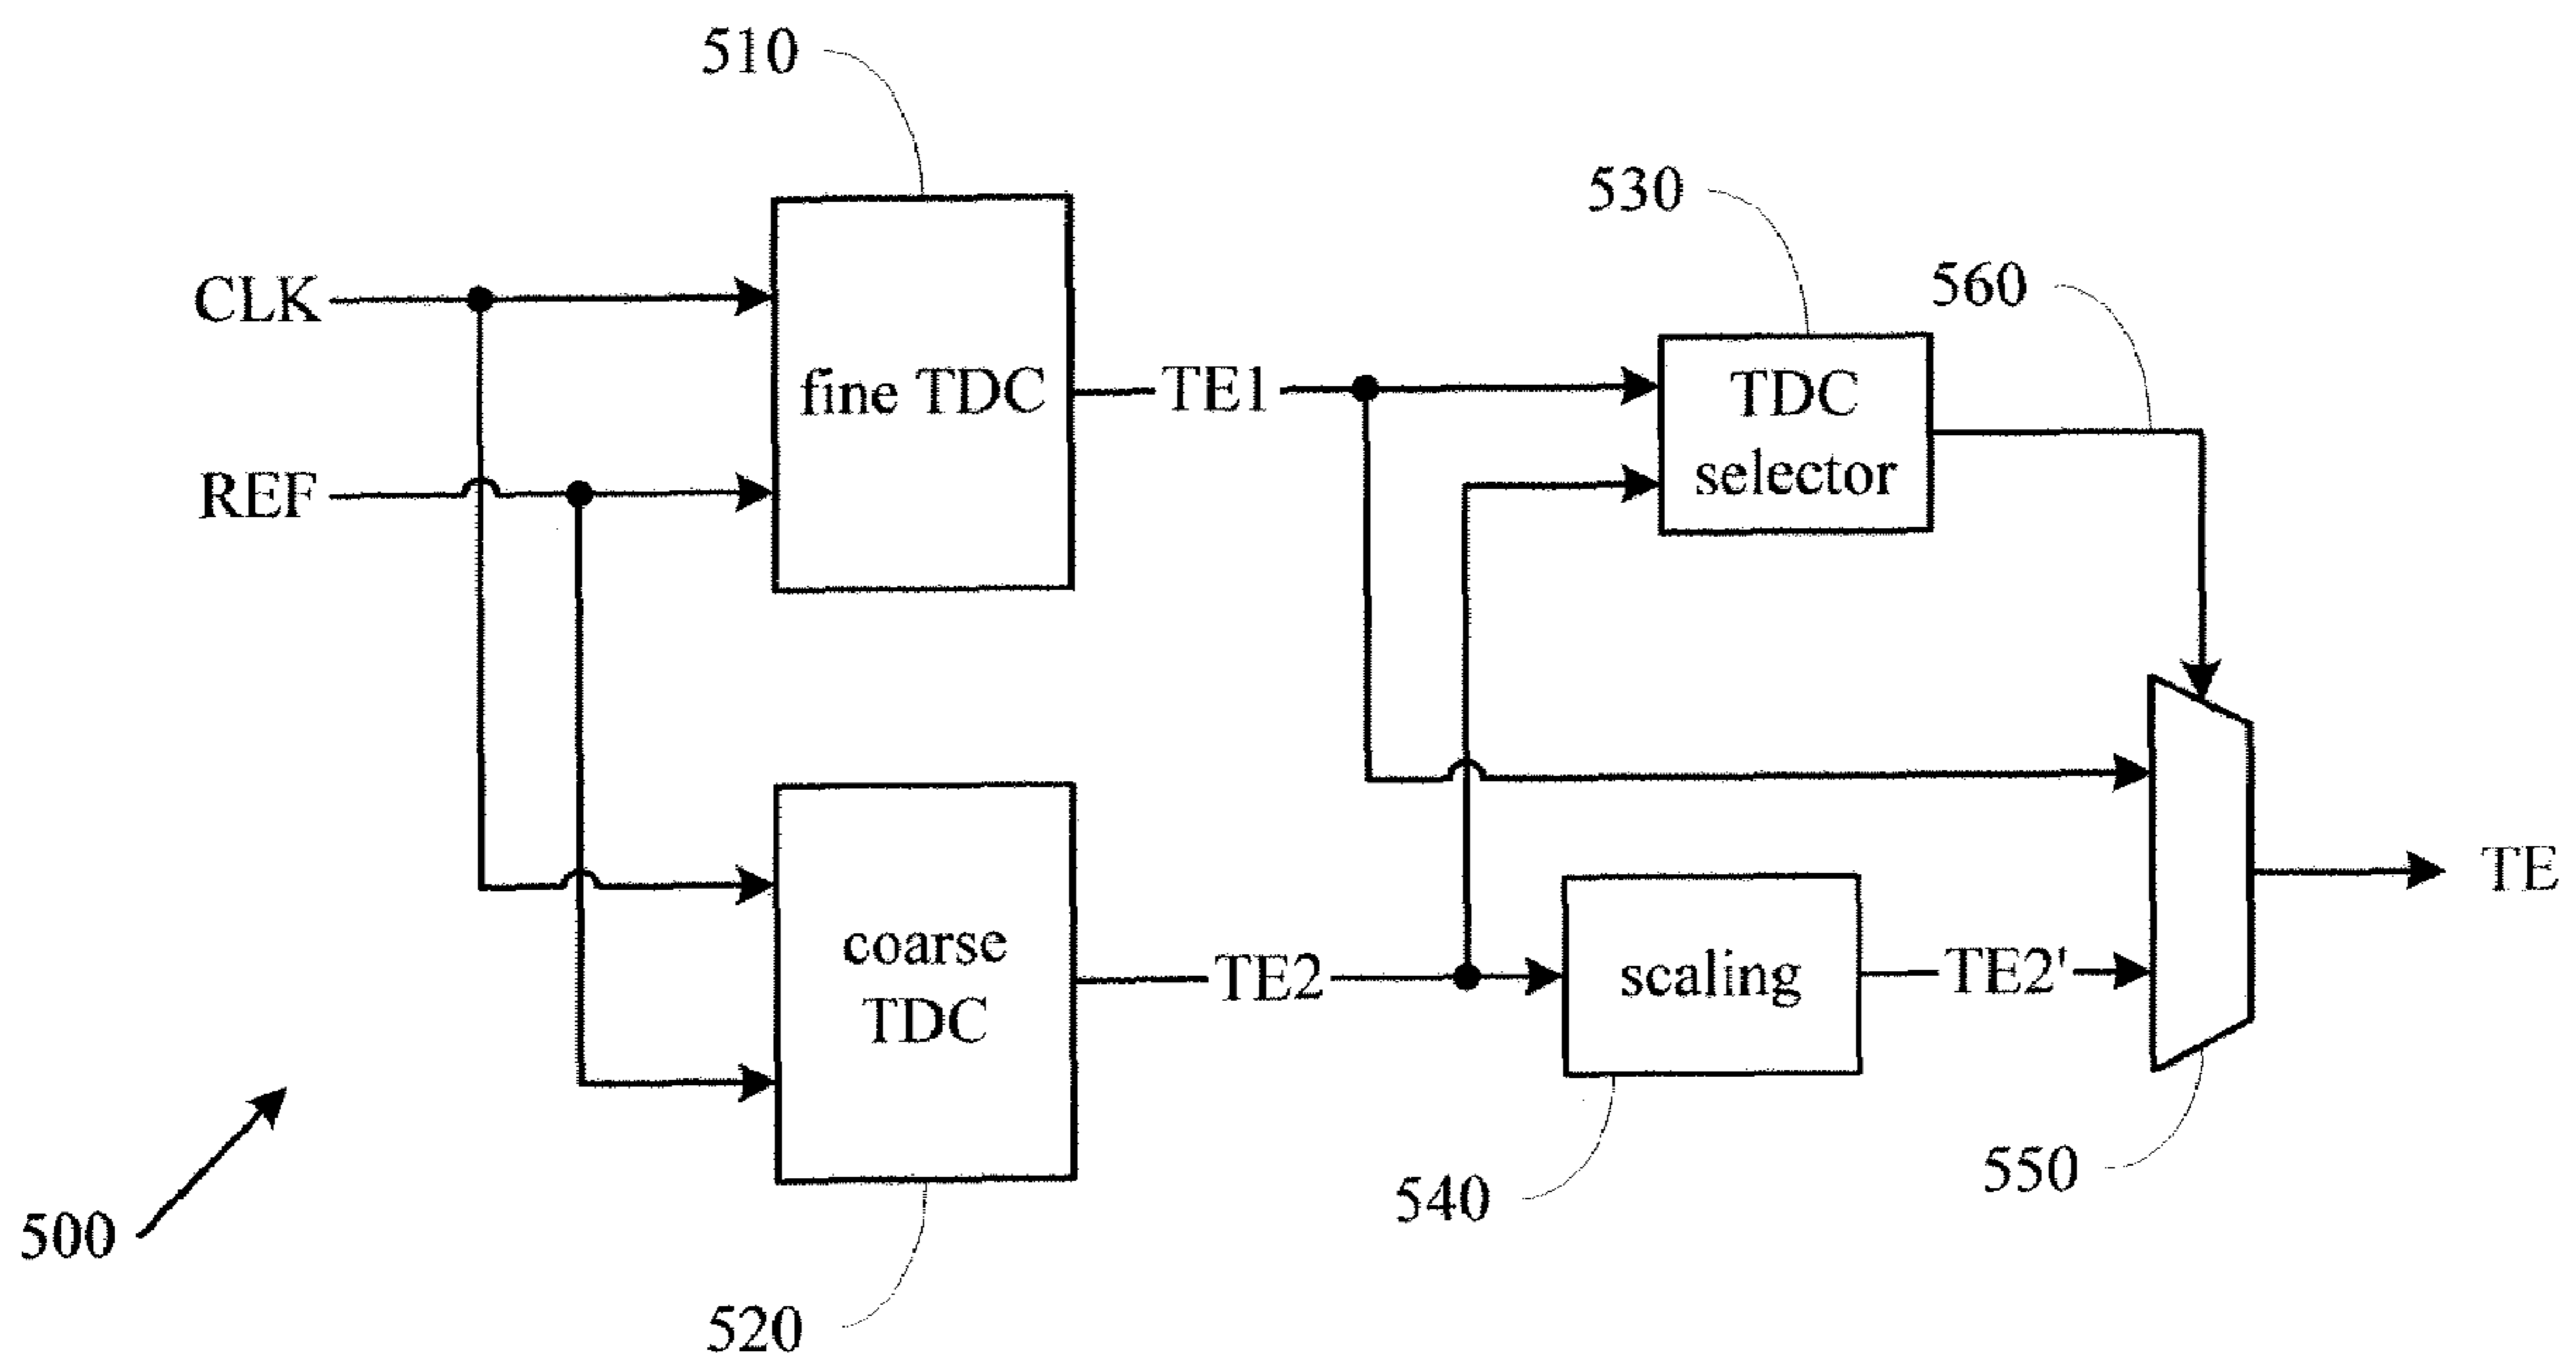 510
530
560
CLK
fine TDC
TE1
TDC
selector
REF
coarse
TDC
TE2
scaling
TE2'
TE
500
540
550
520